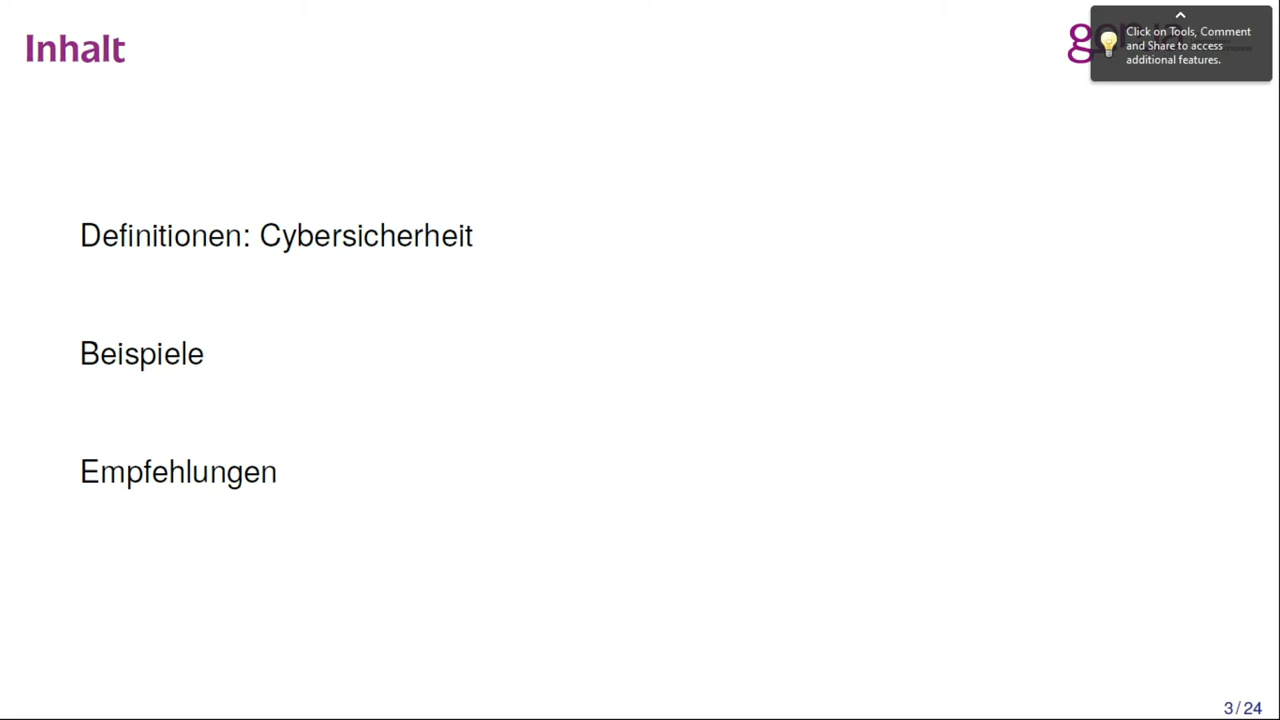 Inhalt
Click on Tools, Comment
and Share to access
additional features.
Definitionen: Cybersicherheit
Beispiele
Empfehlungen
3 / 24